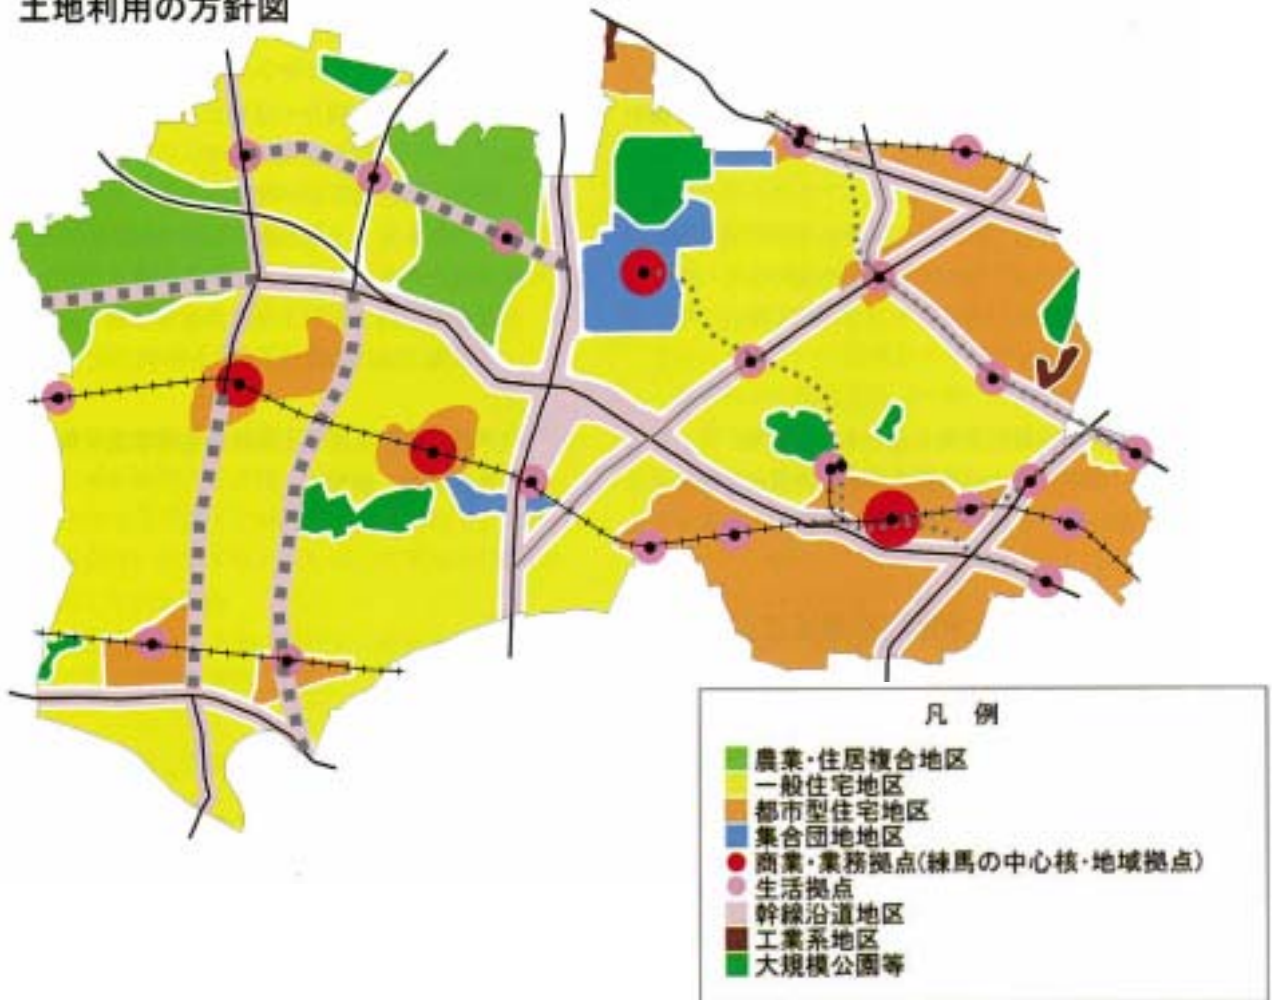 土地利用の方針図
凡 例
農業・住居複合地区
一般住宅地区
都市型住宅地区
集合団地地区
商業・業務拠点(練馬の中心核・地域拠点)
生活拠点
幹線沿道地区
工業系地区
大規模公園等